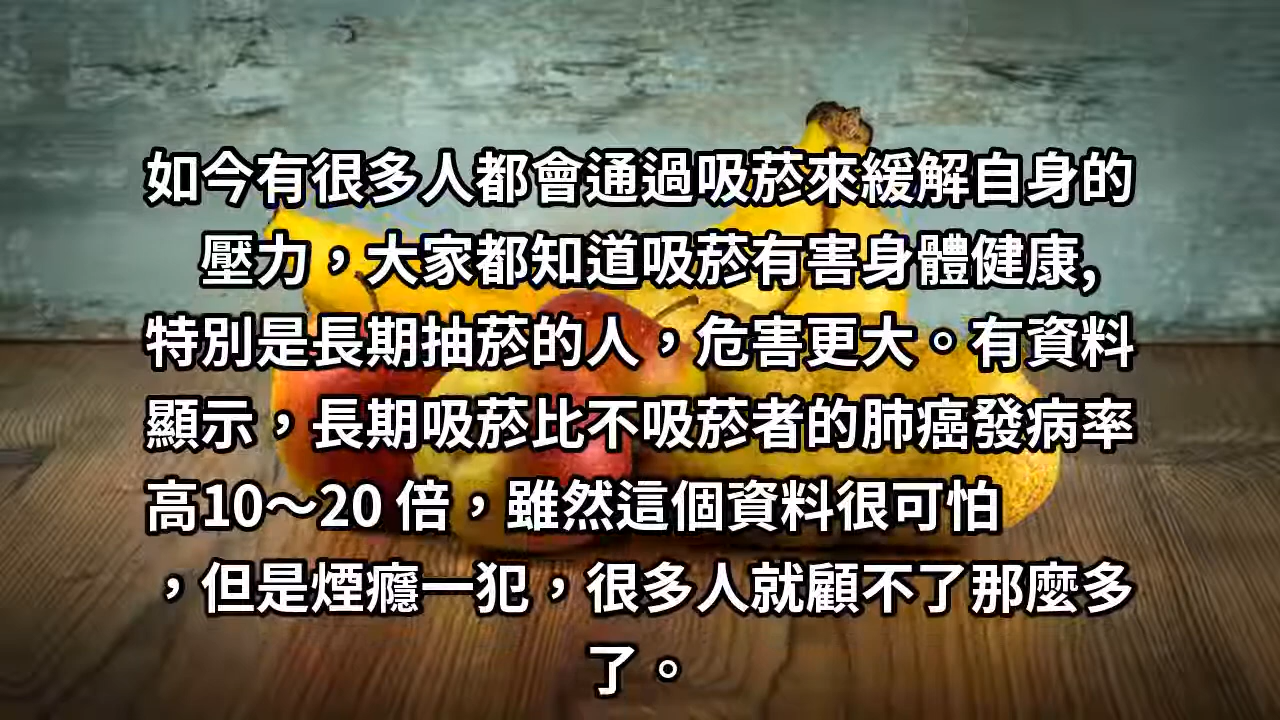 如今有很多人都會通過吸菸來緩解自身的
壓力，大家都知道吸菸有害身體健康,
特別是長期抽菸的人，危害更大。有資料
顯示，長期吸菸比不吸菸者的肺癌發病率
高10～20 倍，雖然這個資料很可怕
，但是煙癮一犯，很多人就顧不了那麼多
了。